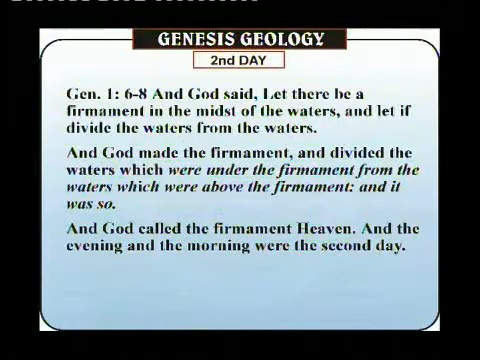 GENESIS GEOLOGY
2nd DAY
Gen. 1: 6-8 And God said, Let there be a
firmament in the midst of the waters, and let if
divide the waters from the waters.
And God made the firmament, and divided the
waters which were under the firmament from the
waters which were above the firmament: and it
was so.
And God called the firmament Heaven. And the
evening and the morning were the second day.